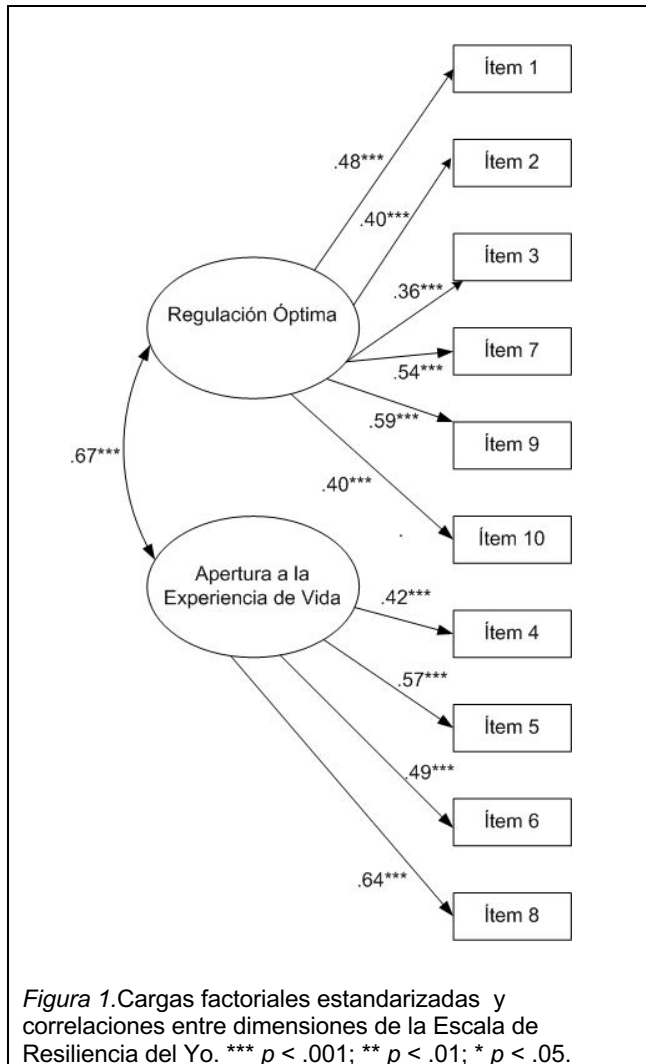 Ítem 1
.48***
Ítem 2
.40***
Ítem 3
.36***
Regulación Óptima
Ítem 7
.54***
Ítem 9
.59***
.67***
.40***
Ítem 10
.
Apertura a la
Experiencia de Vida
.42***
Ítem 4
.57***
Ítem 5
.49***
Ítem 6
.64***
Ítem 8
Figura 1.Cargas factoriales estandarizadas y
correlaciones entre dimensiones de la Escala de
Resiliencia del Yo. *** p < .001; ** p < .01; * p < .05.